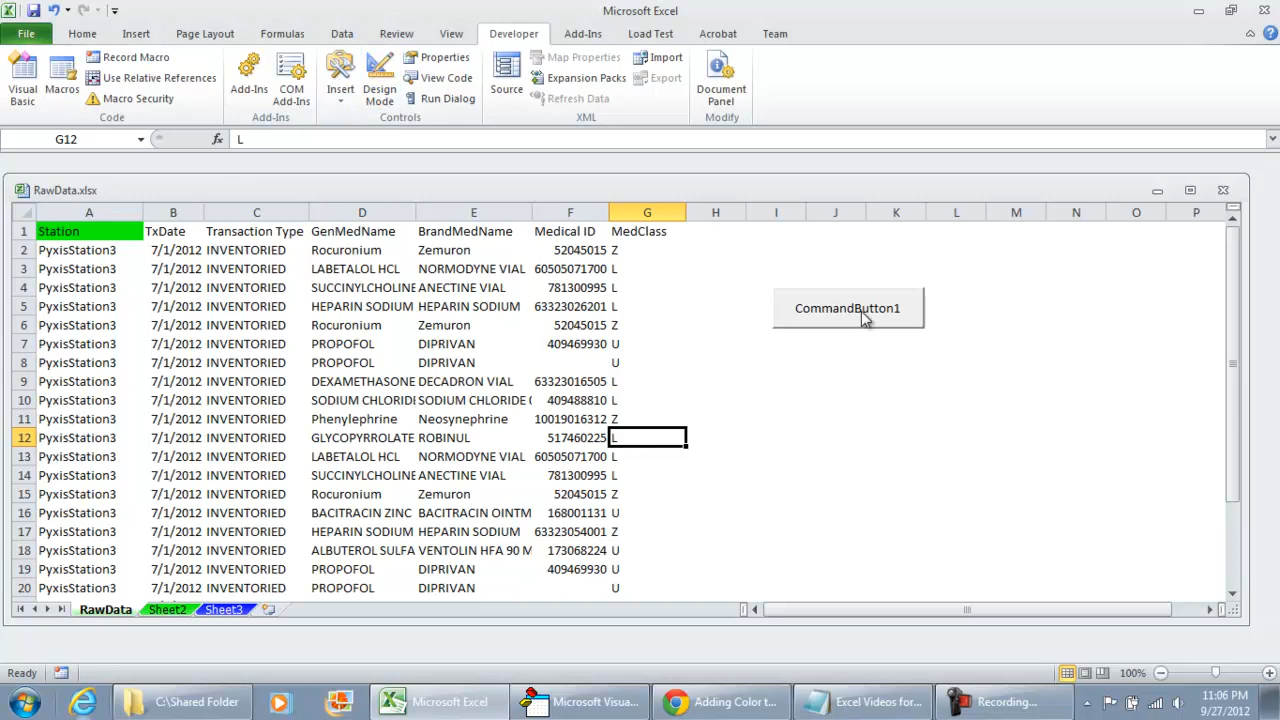 Microsoft Excel
File Home Insert Page Layout Formulas Data Review View Developer Add-Ins Load Test Acrobat Team
Visual Basic
Macros
Record Macro
Use Relative References
Macro Security
Code
Add-Ins
COM Add-Ins
Add-Ins
Insert
Design Mode
Properties
View Code
Run Dialog
Controls
Source
Map Properties
Expansion Packs
Refresh Data
Import
Export
XML
Document Panel
Modify
G12 fx L
RawData.xlsx
A B C D E F G H I J K L M N O P
1 Station TxDate Transaction Type GenMedName BrandMedName Medical ID MedClass
2 PyxisStation3 7/1/2012 INVENTORIED Rocuronium Zemuron 52045015 Z
3 PyxisStation3 7/1/2012 INVENTORIED LABETALOL HCL NORMODYNE VIAL 60505071700 L
4 PyxisStation3 7/1/2012 INVENTORIED SUCCINYLCHOLINE ANECTINE VIAL 781300995 L
5 PyxisStation3 7/1/2012 INVENTORIED HEPARIN SODIUM HEPARIN SODIUM 63323026201 L
6 PyxisStation3 7/1/2012 INVENTORIED Rocuronium Zemuron 52045015 Z
7 PyxisStation3 7/1/2012 INVENTORIED PROPOFOL DIPRIVAN 409469930 U
8 PyxisStation3 7/1/2012 INVENTORIED PROPOFOL DIPRIVAN U
9 PyxisStation3 7/1/2012 INVENTORIED DEXAMETHASONE DECADRON VIAL 63323016505 L
10 PyxisStation3 7/1/2012 INVENTORIED SODIUM CHLORIDE SODIUM CHLORIDE 409488810 L
11 PyxisStation3 7/1/2012 INVENTORIED Phenylephrine Neosynephrine 10019016312 Z
12 PyxisStation3 7/1/2012 INVENTORIED GLYCOPYRROLATE ROBINUL 517460225 L
13 PyxisStation3 7/1/2012 INVENTORIED LABETALOL HCL NORMODYNE VIAL 60505071700 L
14 PyxisStation3 7/1/2012 INVENTORIED SUCCINYLCHOLINE ANECTINE VIAL 781300995 L
15 PyxisStation3 7/1/2012 INVENTORIED Rocuronium Zemuron 52045015 Z
16 PyxisStation3 7/1/2012 INVENTORIED BACITRACIN ZINC BACITRACIN OINTM 168001131 U
17 PyxisStation3 7/1/2012 INVENTORIED HEPARIN SODIUM HEPARIN SODIUM 63323054001 Z
18 PyxisStation3 7/1/2012 INVENTORIED ALBUTEROL SULFA VENTOLIN HFA 90 M 173068224 U
19 PyxisStation3 7/1/2012 INVENTORIED PROPOFOL DIPRIVAN 409469930 U
20 PyxisStation3 7/1/2012 INVENTORIED PROPOFOL DIPRIVAN U
CommandButton1
RawData Sheet2 Sheet3
Ready 100%
C:\Shared Folder Microsoft Excel Microsoft Visua... Adding Color t... Excel Videos for... Recording...
11:06 PM
9/27/2012